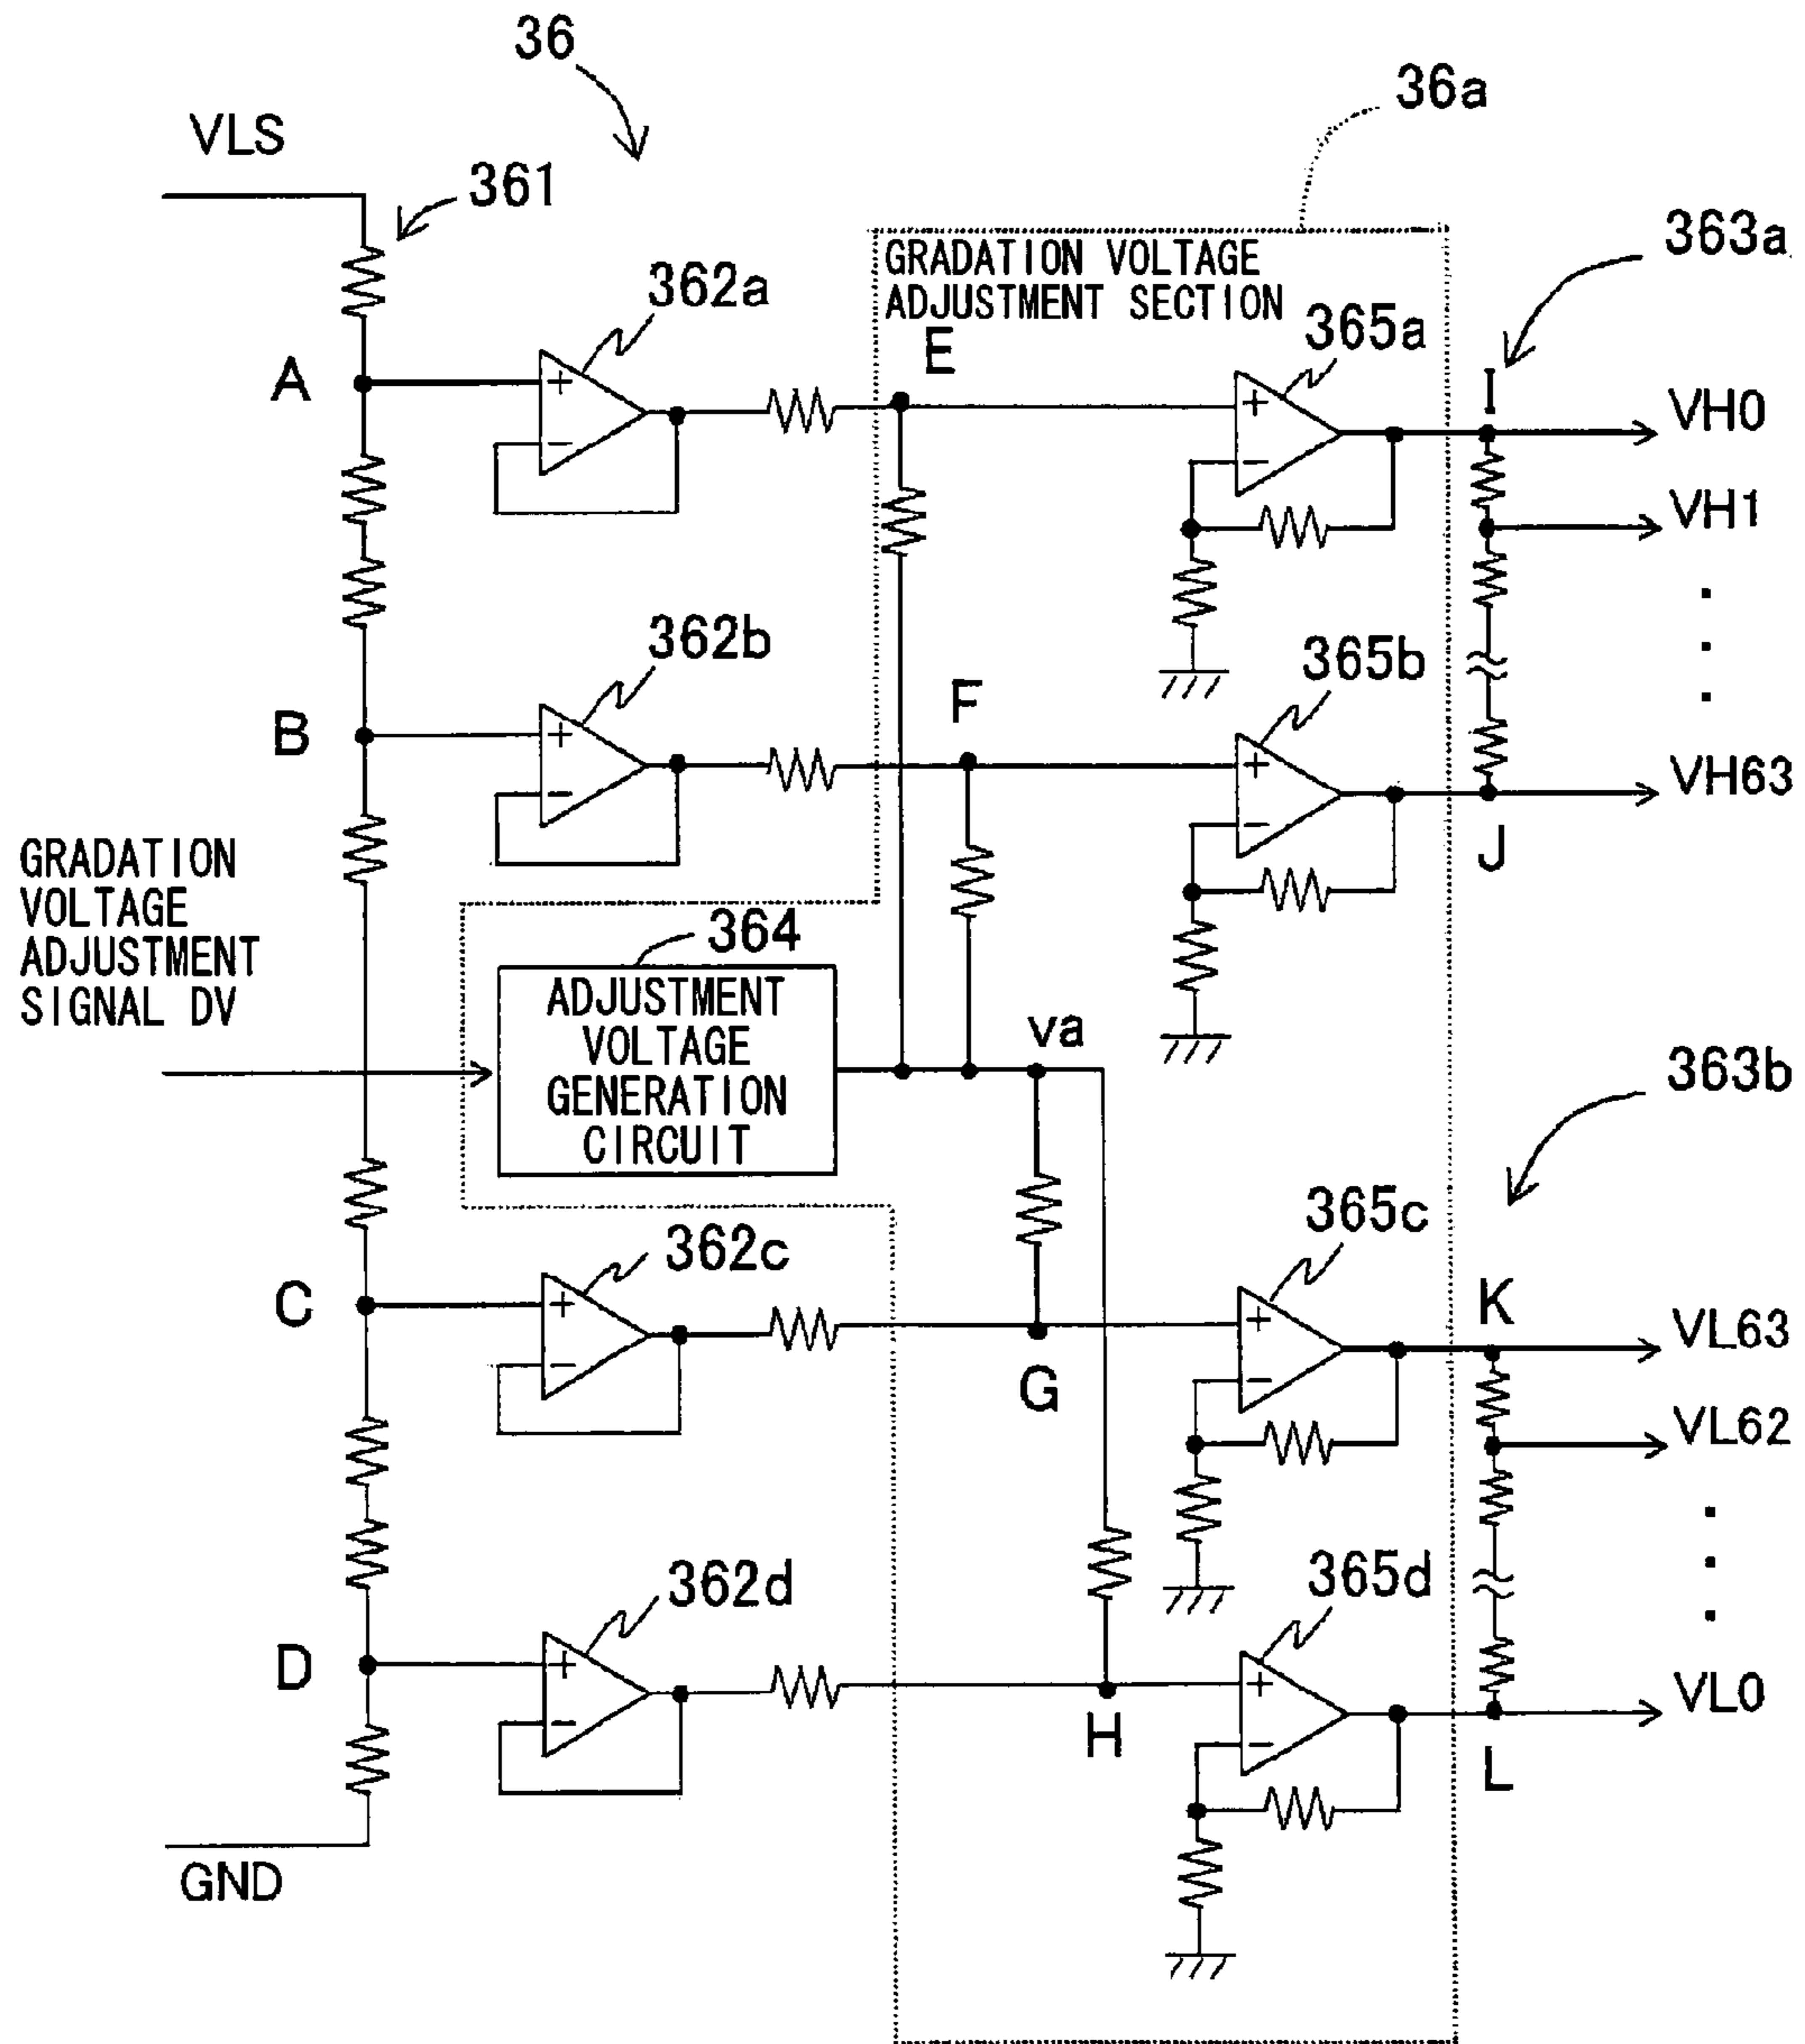 36
36a
VLS
361
363a
GRADATION VOLTAGE
ADJUSTMENT SECTION
362a
365a
E
I
A
VH0
VH1
362b
365b
F
B
VH63
J
GRADATION
VOLTAGE
ADJUSTMENT
SIGNAL DV
364
ADJUSTMENT
VOLTAGE
GENERATION
CIRCUIT
va
363b
362c
365c
C
K
VL63
G
VL62
362d
365d
D
VL0
H
L
GND